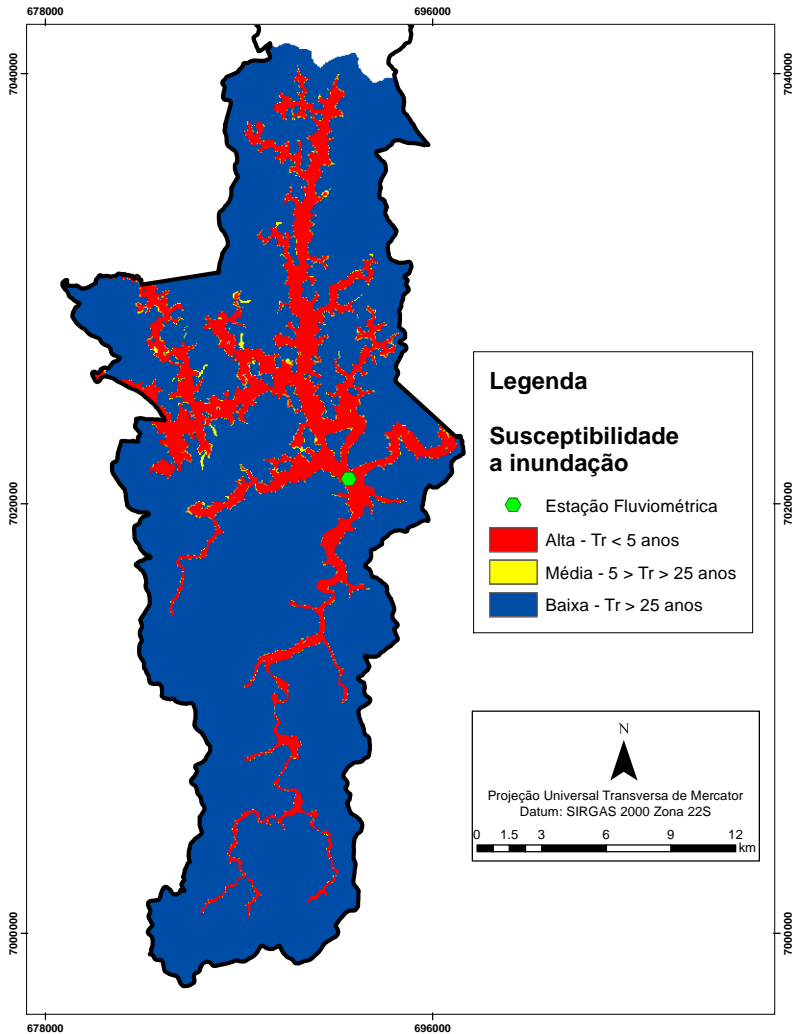 678000
696000
7040000
7040000
Legenda
Susceptibilidade
a inundação
Estação Fluviométrica
Alta - Tr < 5 anos
Média - 5 > Tr > 25 anos
Baixa - Tr > 25 anos
7020000
7020000
N
Projeção Universal Transversa de Mercator
Datum: SIRGAS 2000 Zona 22S
0 1.5 3 6 9 12
km
7000000
7000000
678000
696000